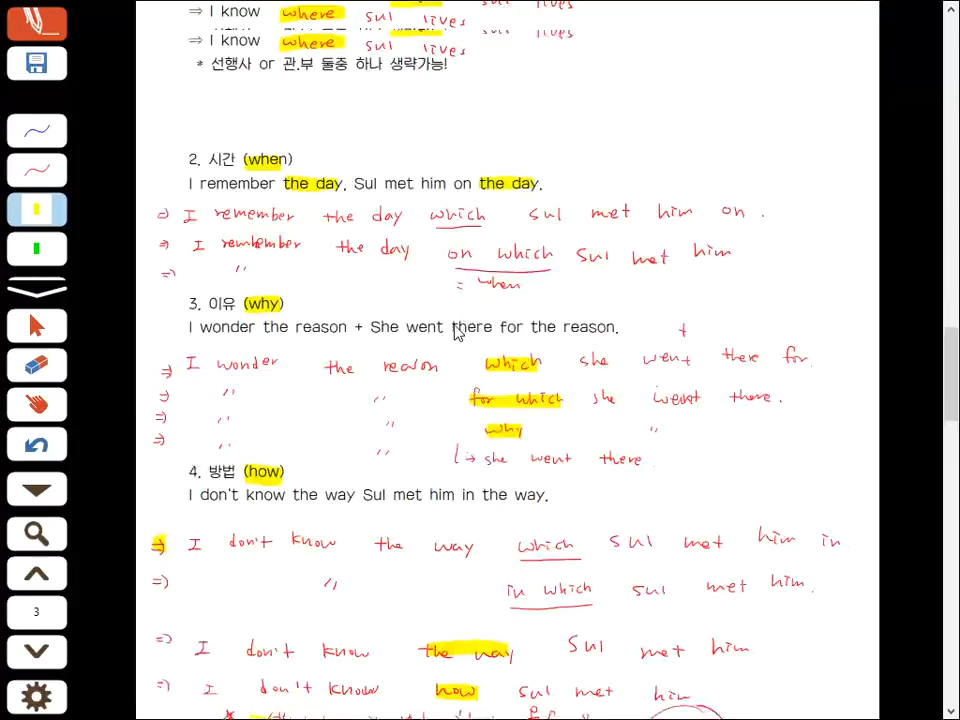 ⇒ I know where sul lives
⇒ I know where sul lives
* 선행사 or 관.부 둘중 하나 생략가능!
2. 시간 (when)
I remember the day. Sul met him on the day.
⇒ I remember the day which sul met him on.
⇒ I remember the day on which sul met him
⇒ 〃 = when
3. 이유 (why)
I wonder the reason + She went there for the reason.
⇒ I wonder the reason which she went there for.
⇒ 〃 〃 for which she went there.
⇒ 〃 〃 why 〃
⇒ 〃 〃 she went there
4. 방법 (how)
I don't know the way Sul met him in the way.
⇒ I don't know the way which sul met him in
⇒ 〃 in which sul met him.
⇒ I don't know the way Sul met him
⇒ I don't know how sul met him
3